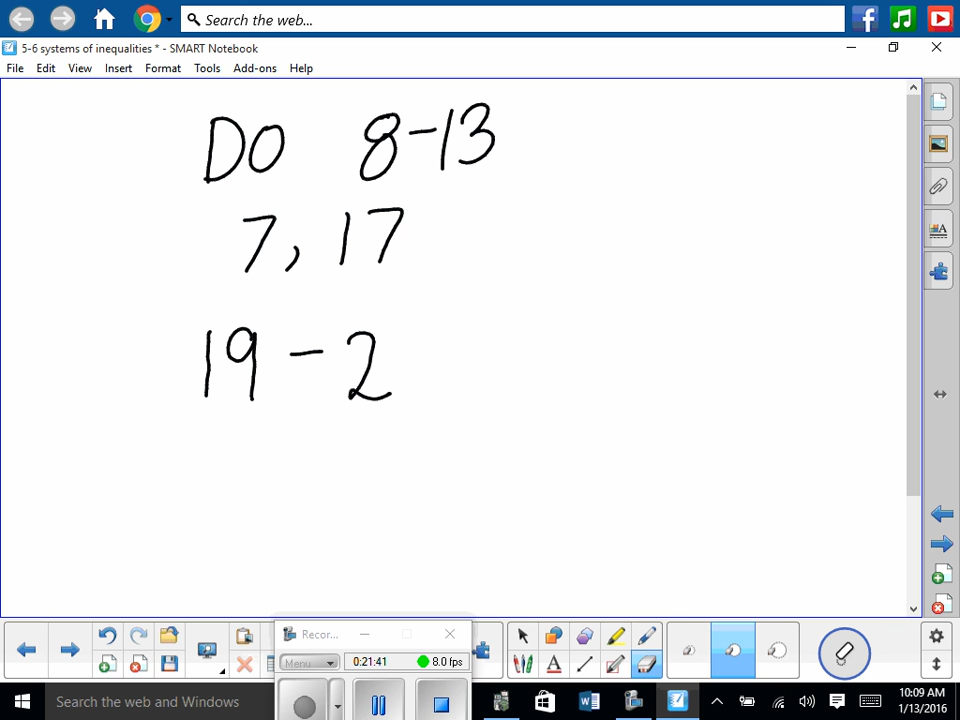 Search the web...
5-6 systems of inequalities * - SMART Notebook
File Edit View Insert Format Tools Add-ons Help
DO 8-13
7, 17
19 - 2
Recor...
Menu 0:21:41 8.0 fps
Search the web and Windows
10:09 AM
1/13/2016